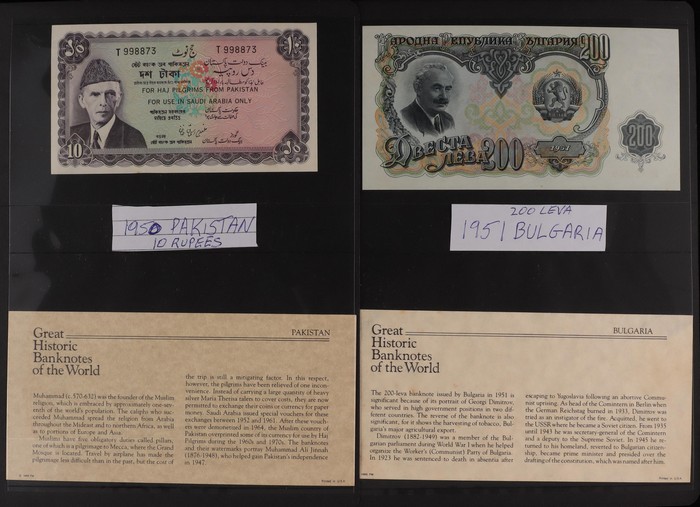 T 998873
حج نوٹ
T 998873
FOR HAJ PILGRIMS FROM PAKISTAN
FOR USE IN SAUDI ARABIA ONLY
10
1950 PAKISTAN
10 RUPEES
Great
Historic
Banknotes
of the World
PAKISTAN
Muhammad (c. 570-632) was the founder of the Muslim
religion, which is embraced by approximately one-sev-
enth of the world's population. The caliphs who suc-
ceeded Muhammad spread the religion from Arabia
throughout the Mideast and to northern Africa, as well
as to portions of Europe and Asia.
Muslims have five obligatory duties called pillars,
one of which is a pilgrimage to Mecca, where the Grand
Mosque is located. Travel by airplane has made the
pilgrimage less difficult than in the past, but the cost of
the trip is still a mitigating factor. In this respect,
however, the pilgrims have been relieved of one incon-
venience. Instead of carrying a large quantity of heavy
silver Maria Theresa talers to cover costs, they are now
permitted to exchange their coins or currency for paper
money. Saudi Arabia issued special vouchers for these
exchanges between 1952 and 1961. After these vouch-
ers were demonetized in 1964, the Muslim country of
Pakistan overprinted some of its currency for use by Haj
Pilgrims during the 1960s and 1970s. The banknotes
and their watermarks portray Muhammad Ali Jinnah
(1876-1948), who helped gain Pakistan's independence
in 1947.
НАРОДНА РЕПУБЛИКА БЪЛГАРИЯ
200
200
ДВЕСТА
ЛЕВА 200
1951
200 LEVA
1951 BULGARIA
Great
Historic
Banknotes
of the World
BULGARIA
The 200-leva banknote issued by Bulgaria in 1951 is
significant because of its portrait of Georgi Dimitrov,
who served in high government positions in two dif-
ferent countries. The reverse of the banknote is also
significant, for it shows the harvesting of tobacco, Bul-
garia's major agricultural export.
Dimitrov (1882-1949) was a member of the Bul-
garian parliament during World War I when he helped
organize the Worker's (Communist) Party of Bulgaria.
In 1923 he was sentenced to death in absentia after
escaping to Yugoslavia following an abortive Commu-
nist uprising. As head of the Comintern in Berlin when
the German Reichstag burned in 1933, Dimitrov was
tried as an instigator of the fire. Acquired, he went to
the USSR where he became a Soviet citizen. From 1935
until 1943 he was secretary-general of the Comintern
and a deputy to the Supreme Soviet. In 1945 he re-
turned to his homeland, reverted to Bulgarian citizen-
ship, became prime minister and presided over the
drafting of the constitution, which was named after him.